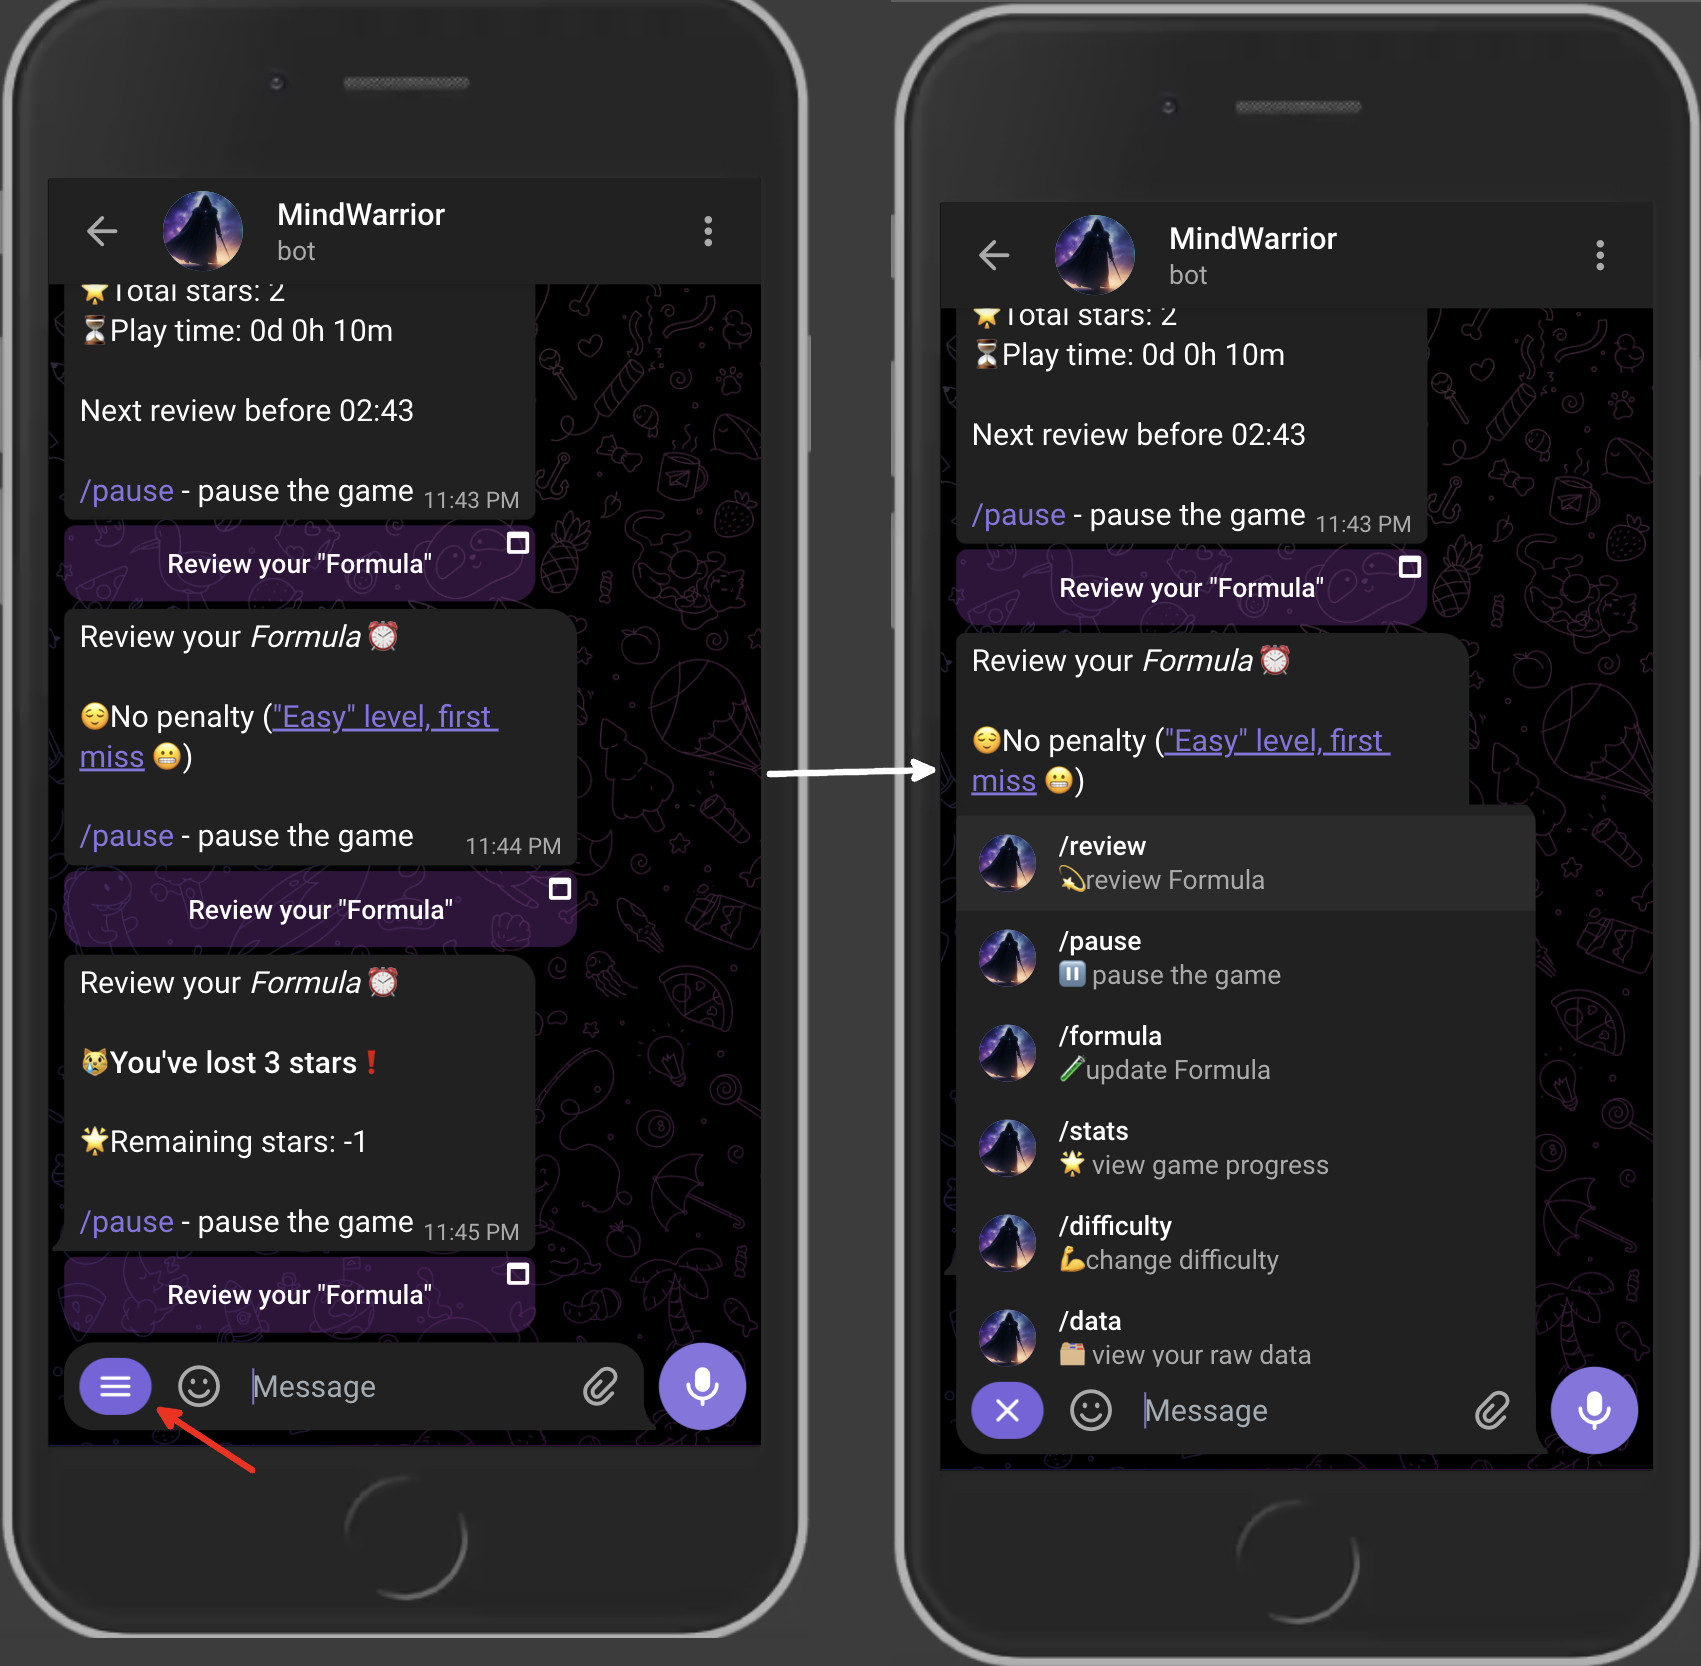 MindWarrior
bot
🌟Total stars: 2
⏳Play time: 0d 0h 10m
Next review before 02:43
/pause - pause the game 11:43 PM
Review your "Formula"
Review your Formula ⏰
😌No penalty ("Easy" level, first
miss 😬)
/pause - pause the game 11:44 PM
Review your "Formula"
Review your Formula ⏰
😿You've lost 3 stars❗
🌟Remaining stars: -1
/pause - pause the game 11:45 PM
Review your "Formula"
Message
MindWarrior
bot
🌟Total stars: 2
⏳Play time: 0d 0h 10m
Next review before 02:43
/pause - pause the game 11:43 PM
Review your "Formula"
Review your Formula ⏰
😌No penalty ("Easy" level, first
miss 😬)
/review
💫review Formula
/pause
⏸ pause the game
/formula
🧪update Formula
/stats
🌟 view game progress
/difficulty
💪change difficulty
/data
🗂 view your raw data
Message